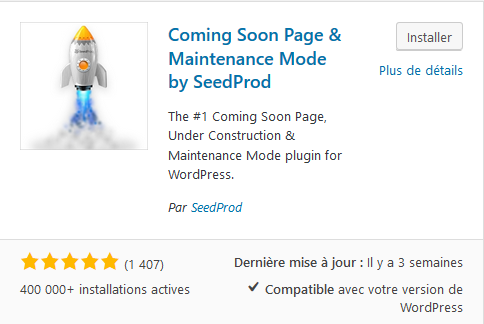 Coming Soon Page &
Maintenance Mode
by SeedProd
Installer
Plus de détails
The #1 Coming Soon Page,
Under Construction &
Maintenance Mode plugin for
WordPress.
Par SeedProd
(1 407)
400 000+ installations actives
Dernière mise à jour : Il y a 3 semaines
Compatible avec votre version de
WordPress